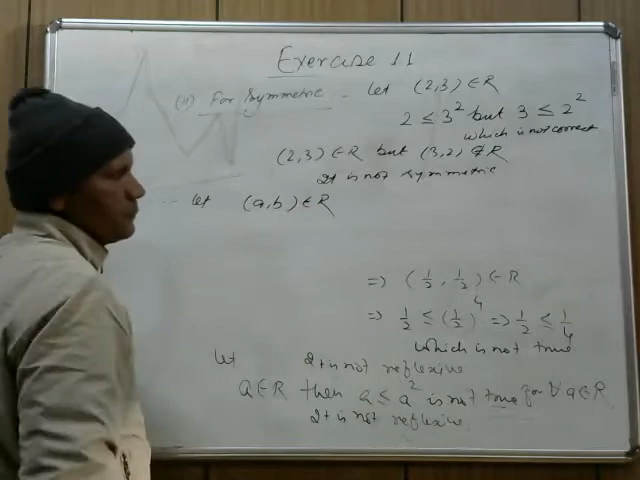 Exercise 11
(ii) For Symmetric - Let (2,3) ∈ R
2 ≤ 3² but 3 ≤ 2²
which is not correct
(2,3) ∈ R but (3,2) ∉ R
It is not symmetric
Let (a,b) ∈ R
=> (1/2, 1/2) ∈ R
=> 1/2 ≤ (1/2)⁴ => 1/2 ≤ 1/4
which is not true
Let It is not reflexive
a ∈ R then a ≤ a² is not true for ∀ a ∈ R
It is not reflexive